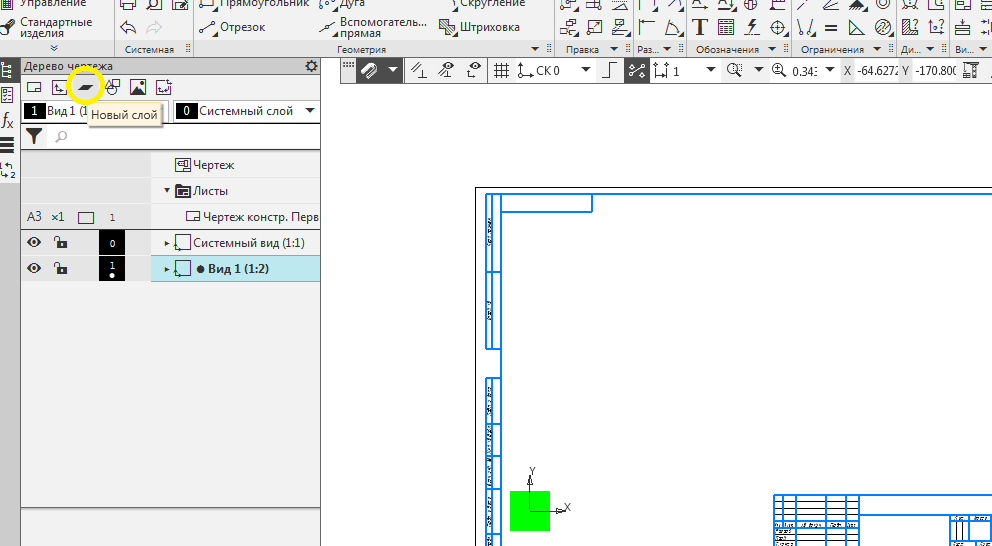 Управление
Прямоугольник
Дуга
Скругление
Стандартные
изделия
Отрезок
Вспомогатель...
прямая
Штриховка
Системная
Геометрия
Правка
Раз...
Обозначения
Ограничения
Ди...
Ви...
Дерево чертежа
СК 0
1
0.343
X -64.6272
Y -170.800
1 Вид 1 (1
0 Системный слой
Новый слой
Чертеж
Листы
A3 ×1 1 Чертеж констр. Перв
0 Системный вид (1:1)
1 Вид 1 (1:2)
Y
X